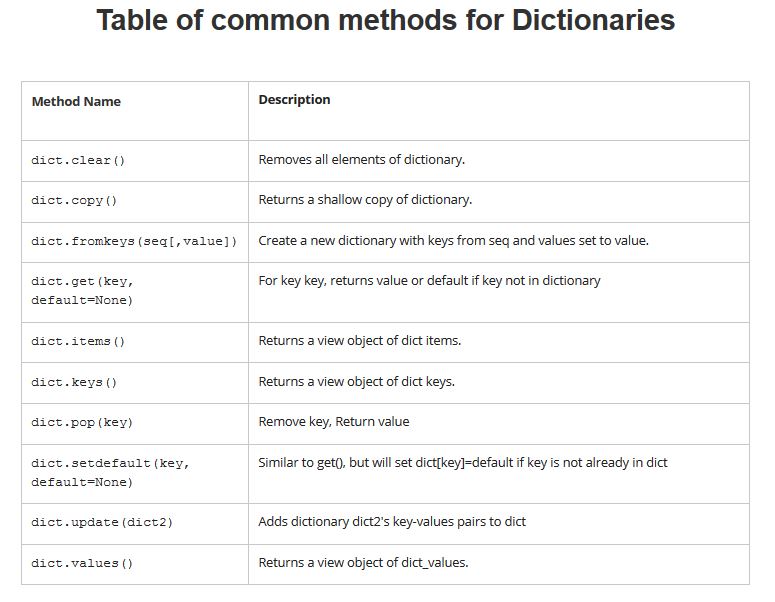 Table of common methods for Dictionaries
Method Name Description
dict.clear() Removes all elements of dictionary.
dict.copy() Returns a shallow copy of dictionary.
dict.fromkeys(seq[,value]) Create a new dictionary with keys from seq and values set to value.
dict.get(key, For key key, returns value or default if key not in dictionary
default=None)
dict.items() Returns a view object of dict items.
dict.keys() Returns a view object of dict keys.
dict.pop(key) Remove key, Return value
dict.setdefault(key, Similar to get(), but will set dict[key]=default if key is not already in dict
default=None)
dict.update(dict2) Adds dictionary dict2's key-values pairs to dict
dict.values() Returns a view object of dict_values.